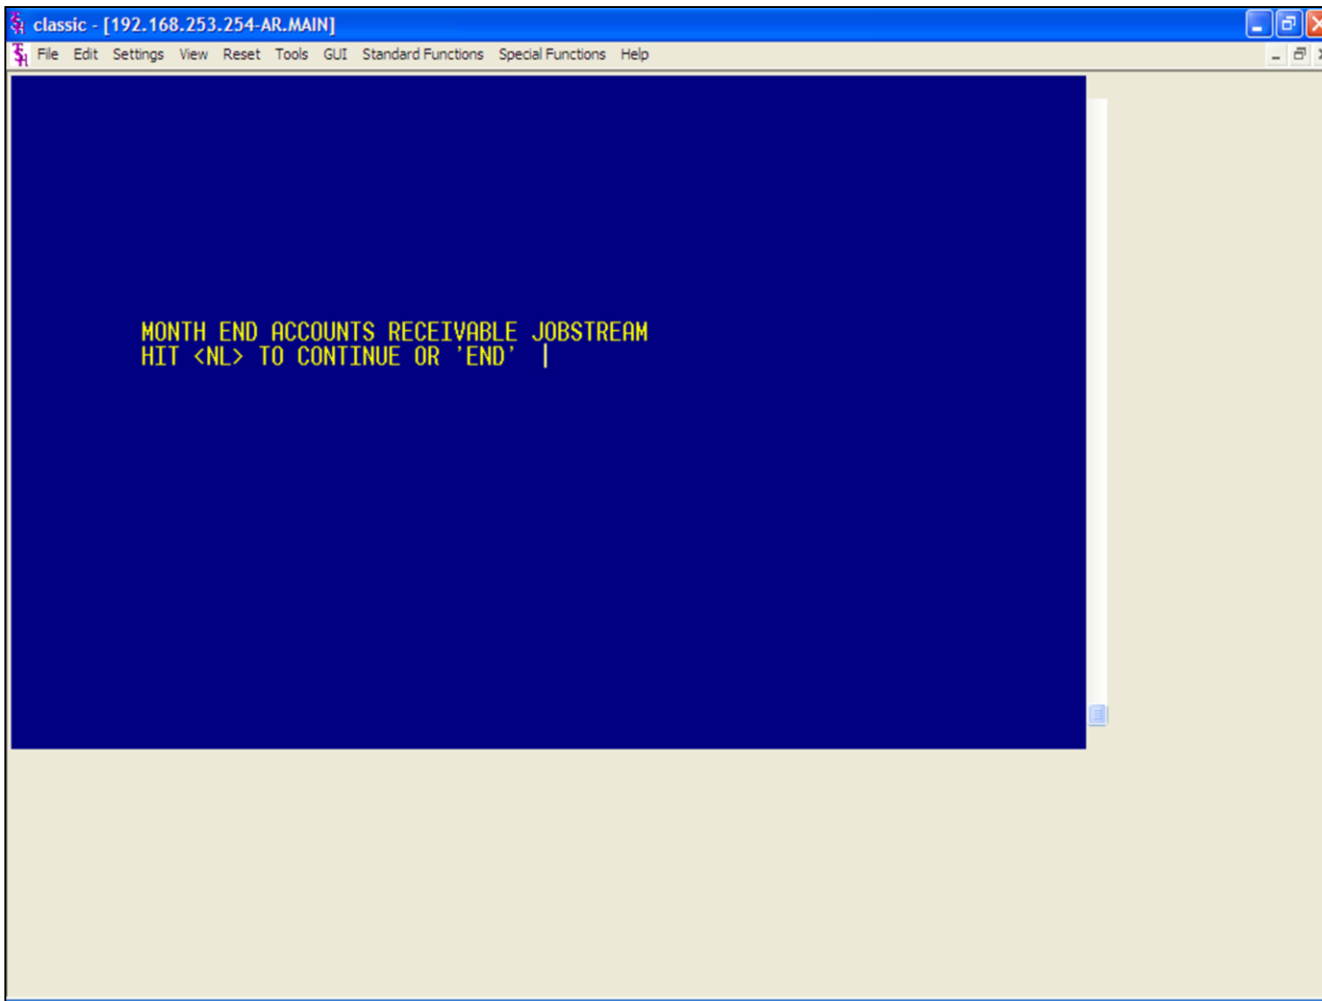 classic - [192.168.253.254-AR.MAIN]
File Edit Settings View Reset Tools GUI Standard Functions Special Functions Help
MONTH END ACCOUNTS RECEIVABLE JOBSTREAM
HIT <NL> TO CONTINUE OR 'END'